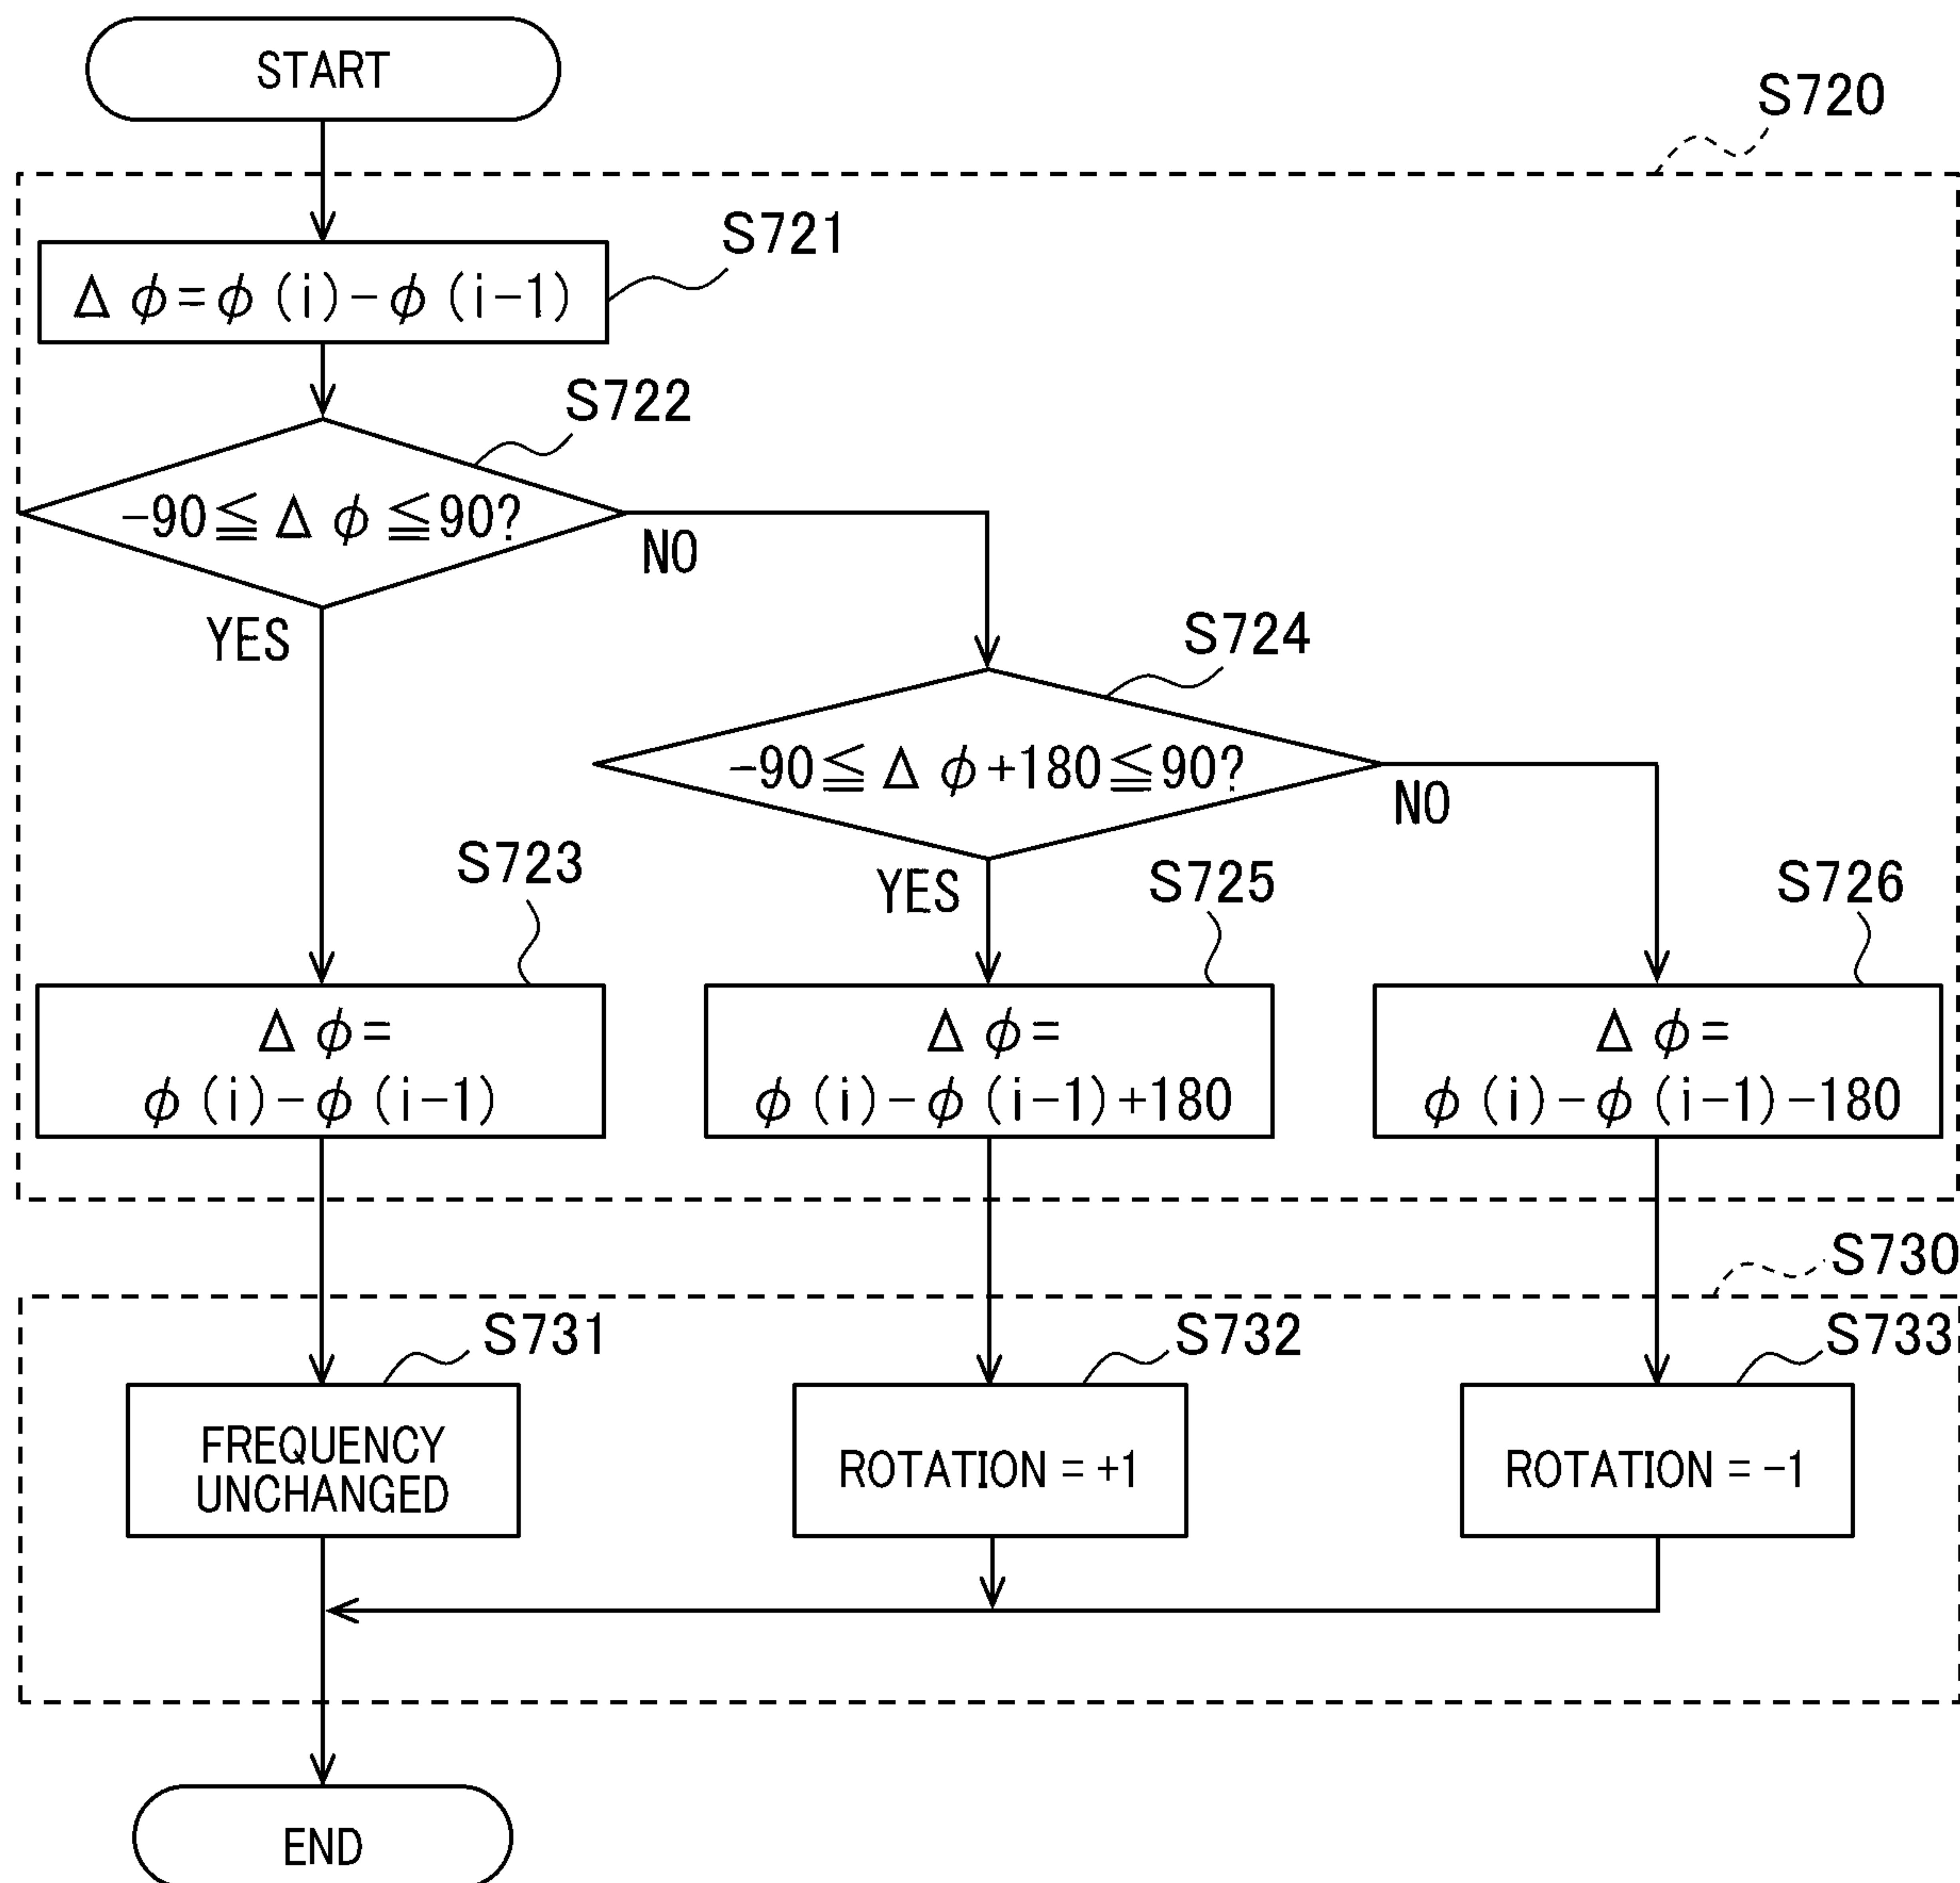 START
S720
S721
Δφ=φ(i)-φ(i-1)
S722
-90≦Δφ≦90?
NO
YES
S724
-90≦Δφ+180≦90?
NO
YES
S723
S725
S726
Δφ=
φ(i)-φ(i-1)
Δφ=
φ(i)-φ(i-1)+180
Δφ=
φ(i)-φ(i-1)-180
S730
S731
S732
S733
FREQUENCY
UNCHANGED
ROTATION = +1
ROTATION = -1
END